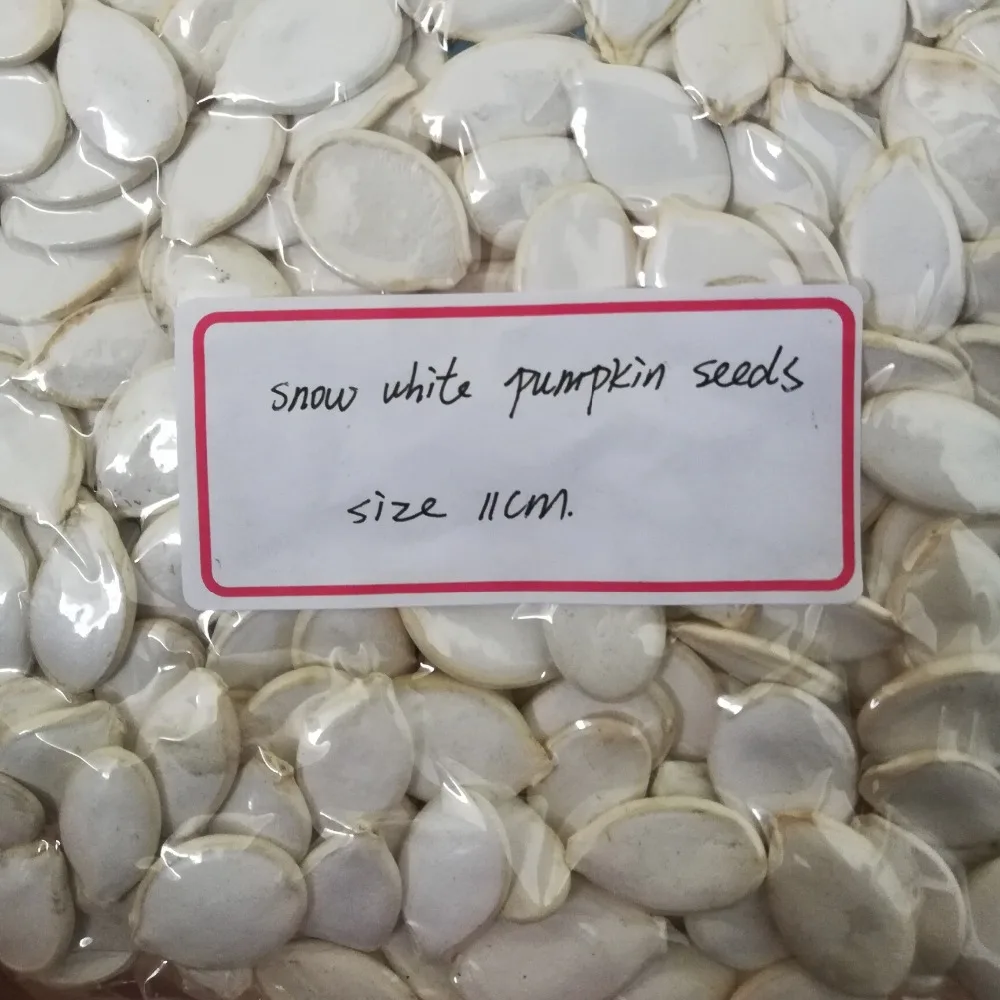 snow white pumpkin seeds
size 11cm.